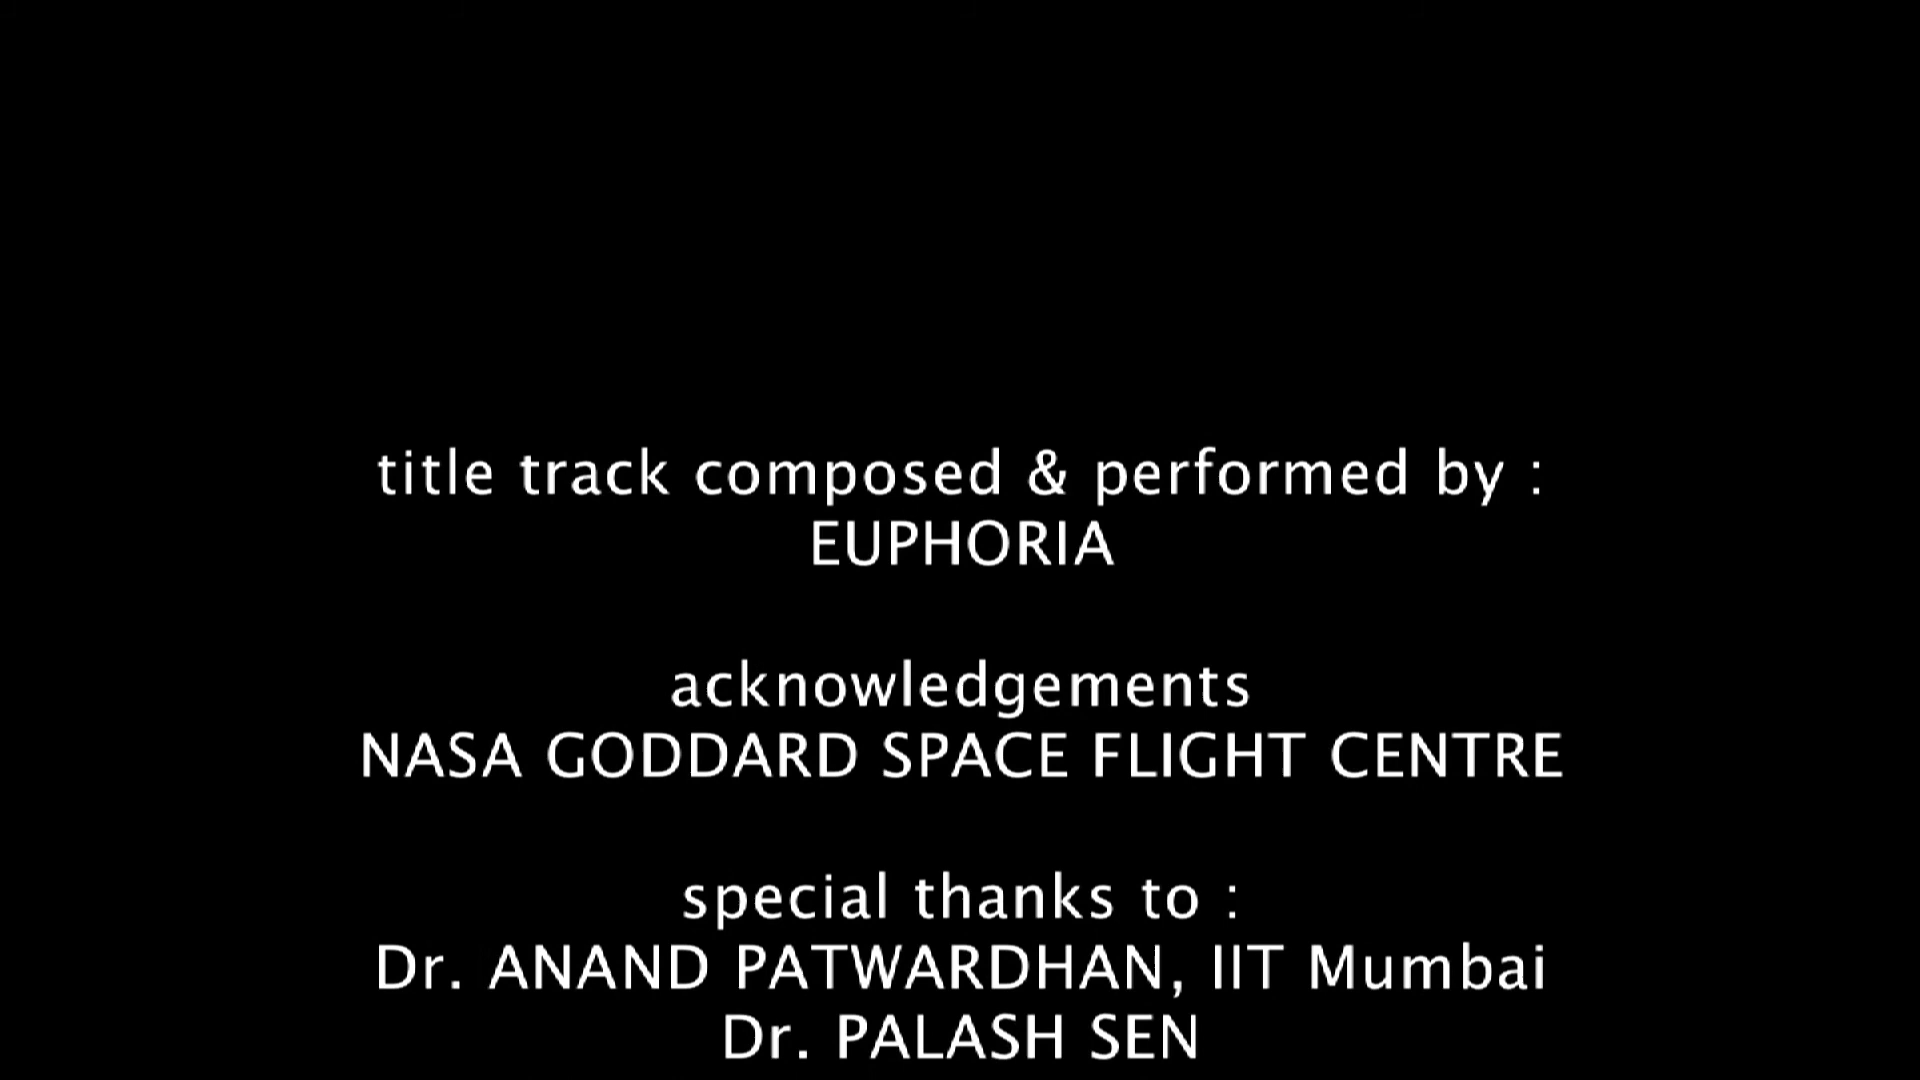 title track composed & performed by :
EUPHORIA
acknowledgements
NASA GODDARD SPACE FLIGHT CENTRE
special thanks to :
Dr. ANAND PATWARDHAN, IIT Mumbai
Dr. PALASH SEN